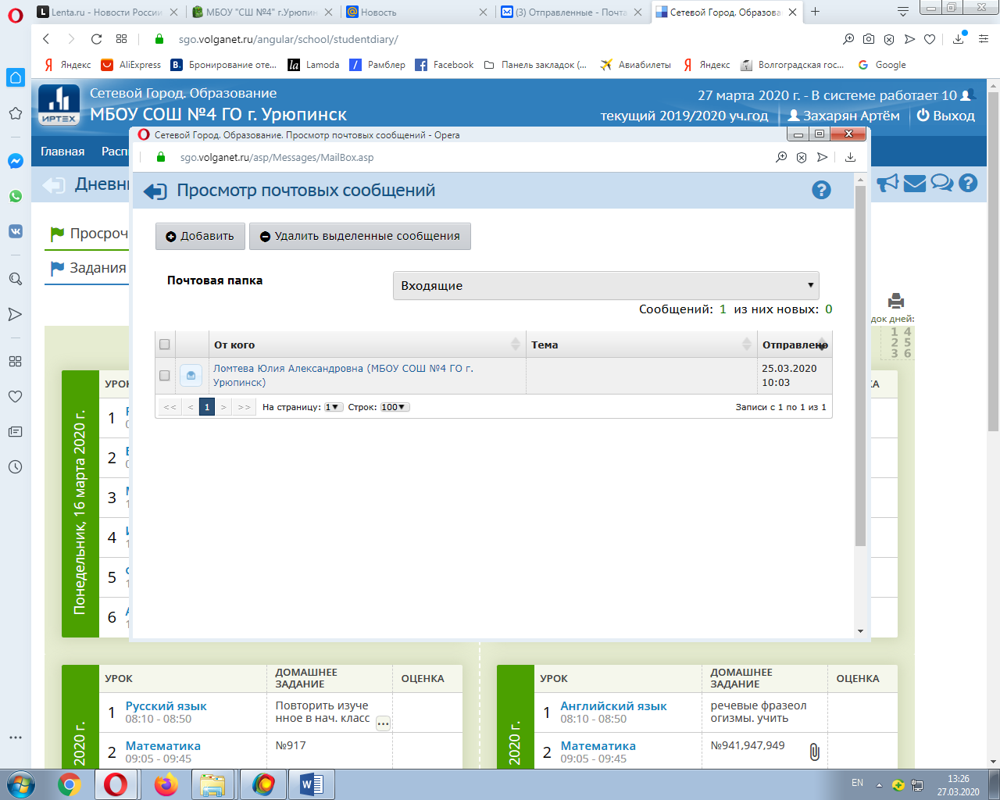 Lenta.ru - Новости России
МБОУ "СШ №4" г.Урюпин
Новость
(3) Отправленные - Почта
Сетевой Город. Образова
sgo.volganet.ru/angular/school/studentdiary/
Яндекс
AliExpress
Бронирование оте...
Lamoda
Рамблер
Facebook
Панель закладок (...
Авиабилеты
Яндекс
Волгоградская гос...
Google
Сетевой Город. Образование
27 марта 2020 г. - В системе работает 10
ИРТЕХ
МБОУ СОШ №4 ГО г. Урюпинск
текущий 2019/2020 уч.год
Захарян Артём
Выход
Сетевой Город. Образование. Просмотр почтовых сообщений - Opera
Главная
Расп
sgo.volganet.ru/asp/Messages/MailBox.asp
Дневн
Просмотр почтовых сообщений
Просроч
Добавить
Удалить выделенные сообщения
Задания
Почтовая папка
Входящие
Сообщений: 1 из них новых: 0
док дней:
1 4
2 5
3 6
От кого
Тема
Отправлено
Ломтева Юлия Александровна (МБОУ СОШ №4 ГО г.
Урюпинск)
25.03.2020
10:03
<< < 1 > >>
На страницу: 1
Строк: 100
Записи с 1 по 1 из 1
Понедельник, 16 марта 2020 г.
УРОК
1
2
3
4
5
6
2020 г.
УРОК
ДОМАШНЕЕ
ЗАДАНИЕ
ОЦЕНКА
1
Русский язык
08:10 - 08:50
Повторить изуче
нное в нач. класс
...
2
Математика
09:05 - 09:45
№917
2020 г.
УРОК
ДОМАШНЕЕ
ЗАДАНИЕ
ОЦЕНКА
1
Английский язык
08:10 - 08:50
речевые фразеол
огизмы. учить
2
Математика
09:05 - 09:45
№941,947,949
EN
13:26
27.03.2020